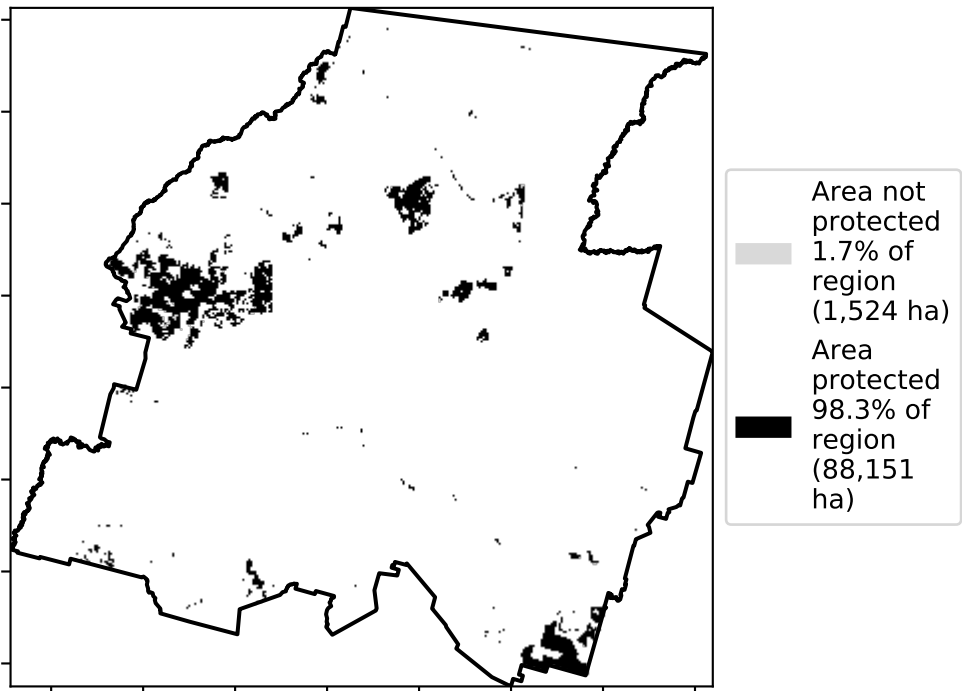 Area not
protected
1.7% of
region
(1,524 ha)
Area
protected
98.3% of
region
(88,151
ha)